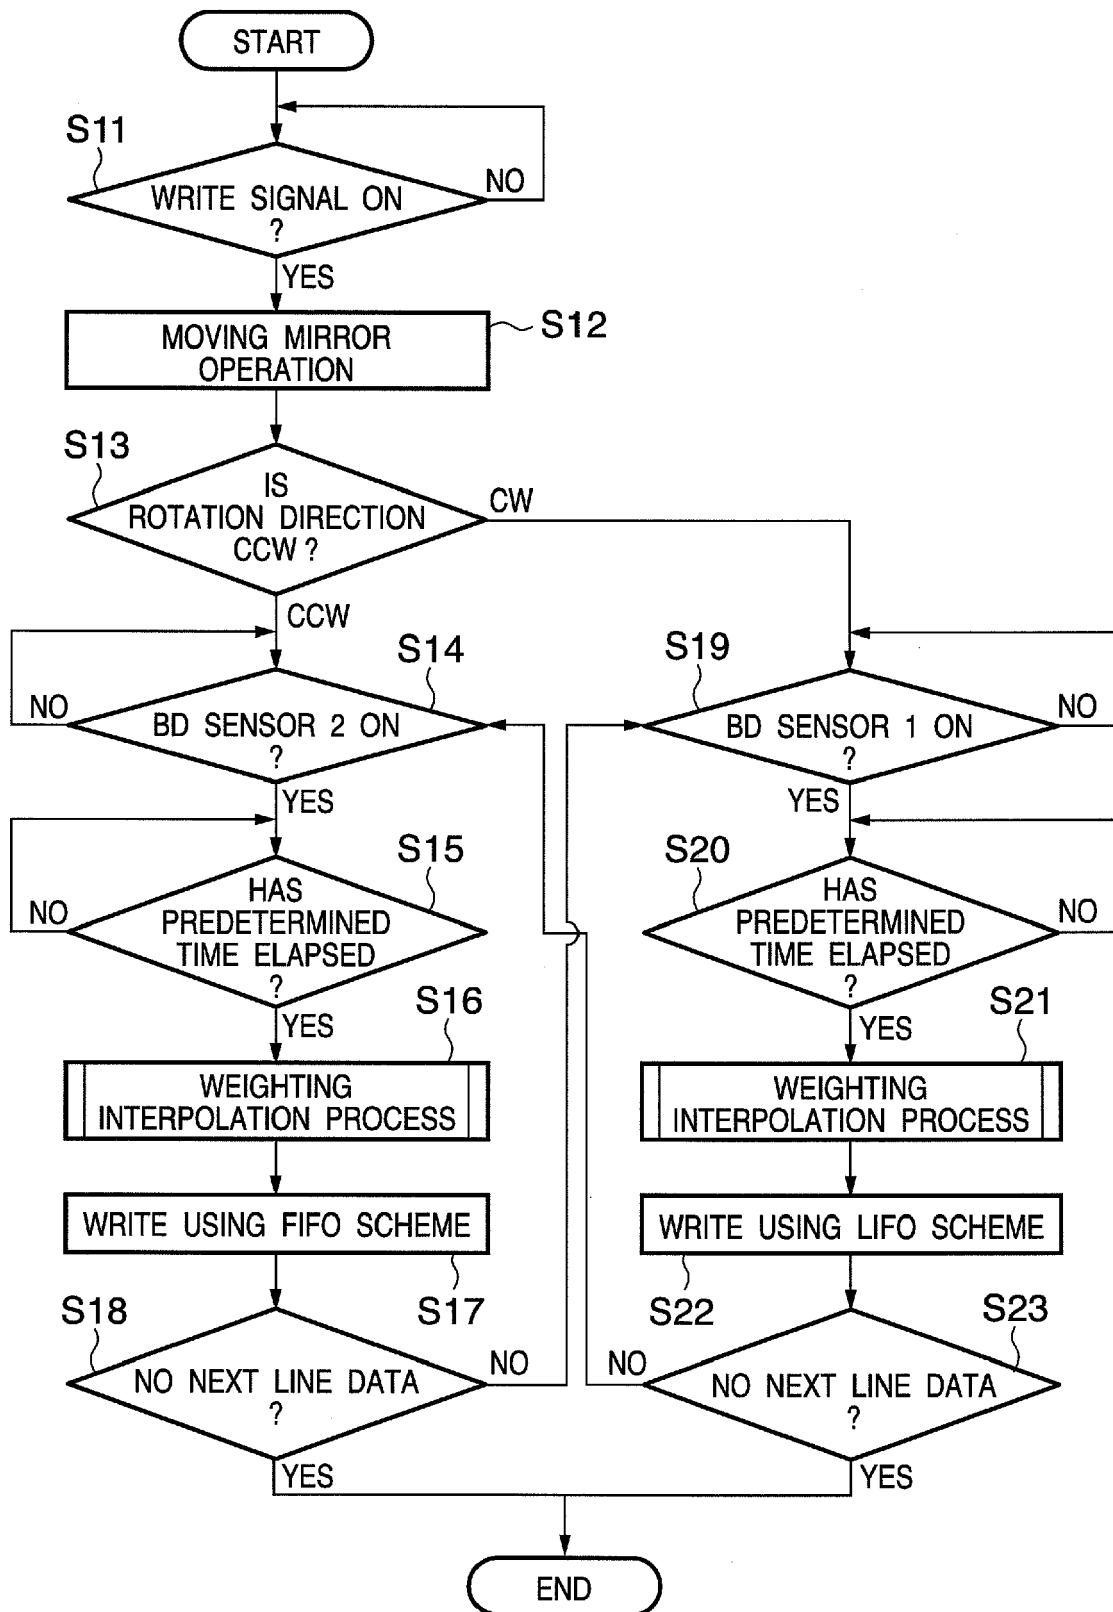 START
S11
WRITE SIGNAL ON
?
NO
YES
MOVING MIRROR
OPERATION
S12
S13
IS
ROTATION DIRECTION
CCW ?
CW
CCW
S14
NO
BD SENSOR 2 ON
?
YES
S19
BD SENSOR 1 ON
?
NO
YES
S15
NO
HAS
PREDETERMINED
TIME ELAPSED
?
YES
S20
HAS
PREDETERMINED
TIME ELAPSED
?
NO
YES
S16
WEIGHTING
INTERPOLATION PROCESS
S21
WEIGHTING
INTERPOLATION PROCESS
WRITE USING FIFO SCHEME
S17
WRITE USING LIFO SCHEME
S22
S18
NO NEXT LINE DATA
?
NO
YES
S23
NO
NO NEXT LINE DATA
?
YES
END